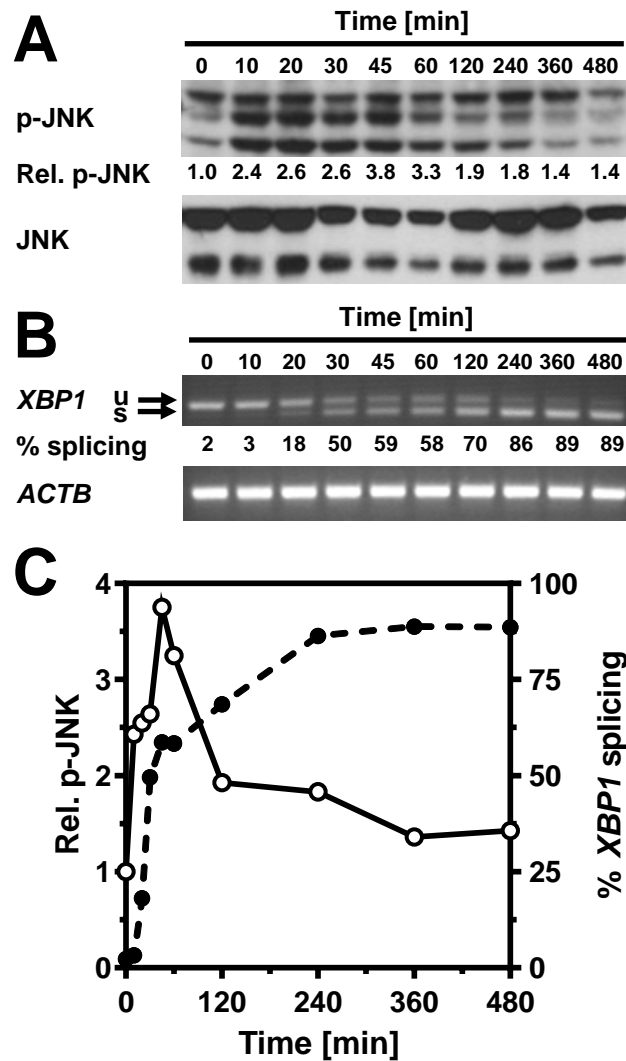 A
Time [min]
0 10 20 30 45 60 120 240 360 480
p-JNK
Rel. p-JNK 1.0 2.4 2.6 2.6 3.8 3.3 1.9 1.8 1.4 1.4
JNK
B
Time [min]
0 10 20 30 45 60 120 240 360 480
XBP1 u
s
% splicing 2 3 18 50 59 58 70 86 89 89
ACTB
C
4 100
3 75
2 50
1 25
0 0
Rel. p-JNK
% XBP1 splicing
0 120 240 360 480
Time [min]